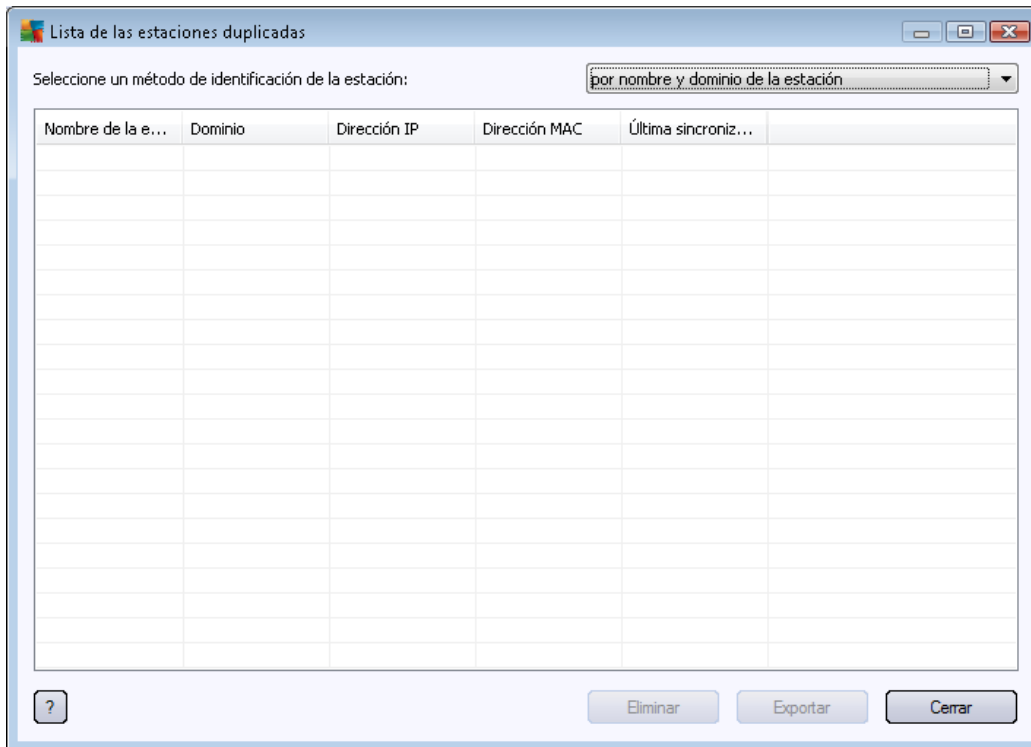 Lista de las estaciones duplicadas
Seleccione un método de identificación de la estación: por nombre y dominio de la estación
Nombre de la e... Dominio Dirección IP Dirección MAC Última sincroniz...
? Eliminar Exportar Cerrar